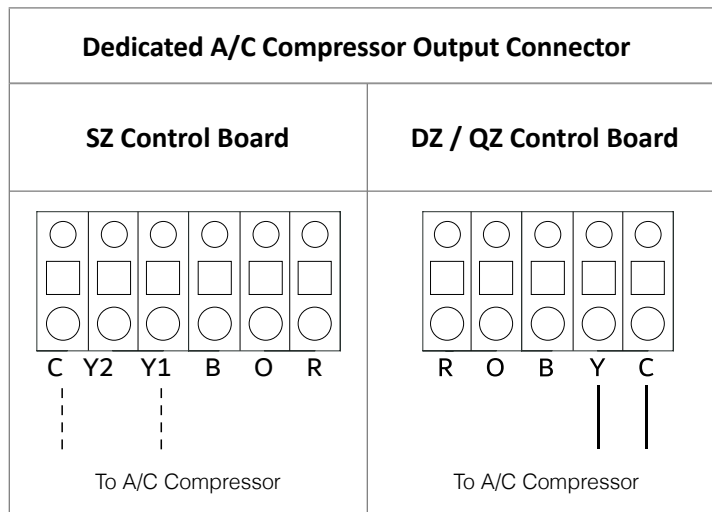 Dedicated A/C Compressor Output Connector
SZ Control Board
DZ / QZ Control Board
C Y2 Y1 B O R
R O B Y C
To A/C Compressor
To A/C Compressor